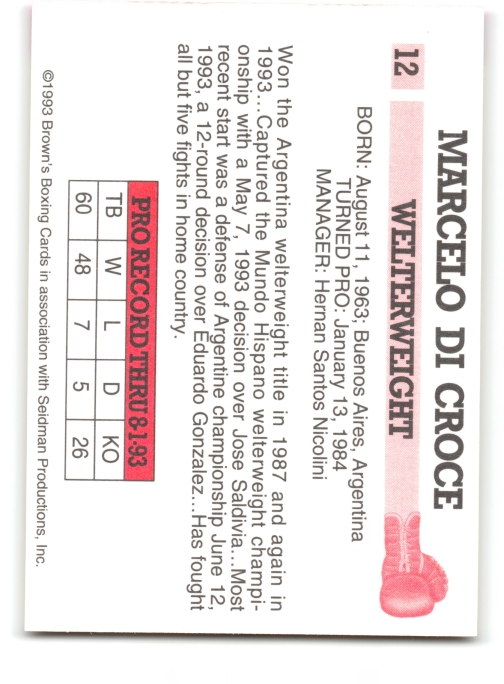 MARCELO DI CROCE
12 WELTERWEIGHT
BORN: August 11, 1963; Buenos Aires, Argentina
TURNED PRO: January 13, 1984
MANAGER: Hernan Santos Nicolini
Won the Argentina welterweight title in 1987 and again in
1993...Captured the Mundo Hispano welterweight champi-
onship with a May 7, 1993 decision over Jose Saldivia...Most
recent start was a defense of Argentine championship June 12,
1993, a 12-round decision over Eduardo Gonzalez...Has fought
all but five fights in home country.
PRO RECORD THRU 8-1-93
TB W L D KO
60 48 7 5 26
©1993 Brown's Boxing Cards in association with Seidman Productions, Inc.